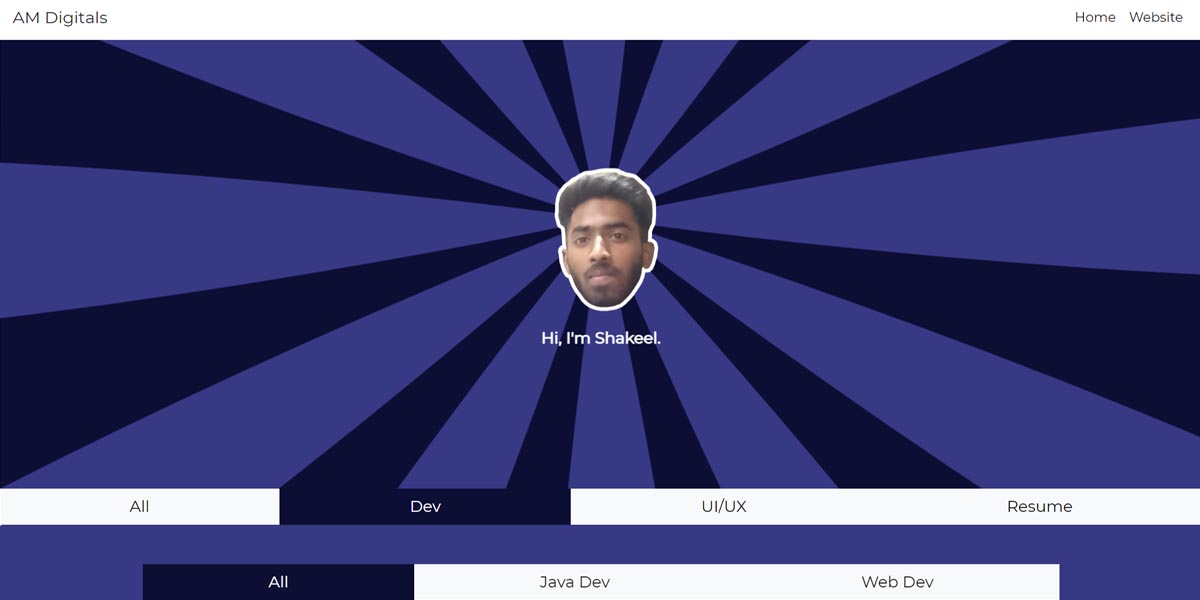 AM Digitals
Home Website
Hi, I'm Shakeel.
All Dev UI/UX Resume
All Java Dev Web Dev